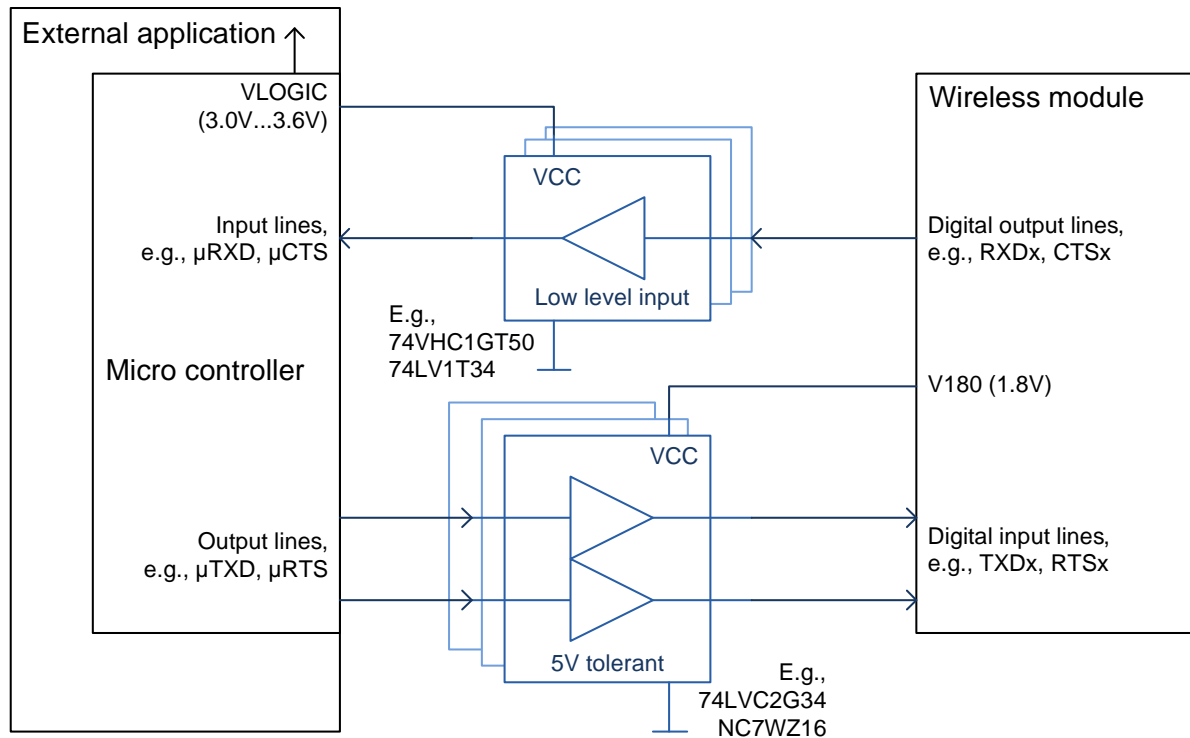 External application
VLOGIC
(3.0V...3.6V)
Wireless module
VCC
Input lines,
e.g., µRXD, µCTS
Digital output lines,
e.g., RXDx, CTSx
Low level input
E.g.,
74VHC1GT50
74LV1T34
Micro controller
V180 (1.8V)
VCC
Output lines,
e.g., µTXD, µRTS
Digital input lines,
e.g., TXDx, RTSx
5V tolerant
E.g.,
74LVC2G34
NC7WZ16